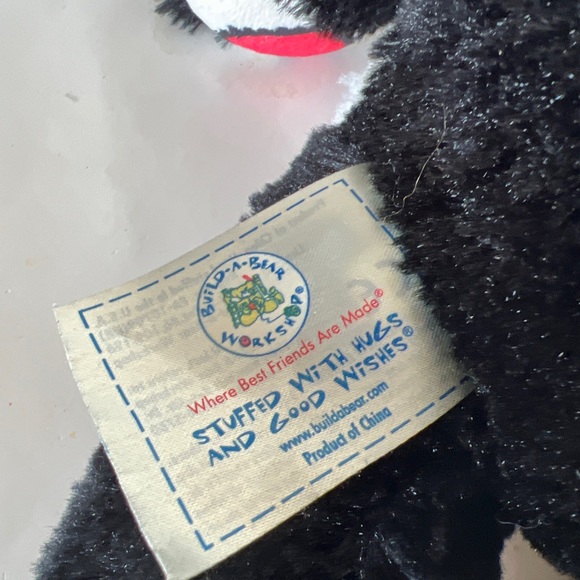 BUILD-A-BEAR
WORKSHOP®
Where Best Friends Are Made®
STUFFED WITH HUGS
AND GOOD WISHES®
www.buildabear.com
Product of China